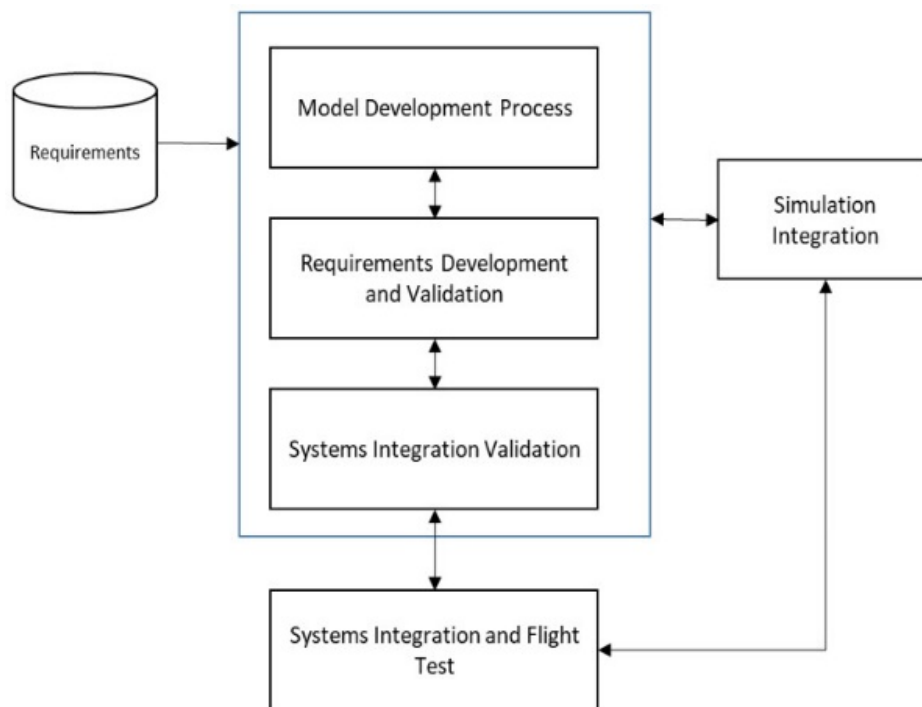 Model Development Process
Requirements
Requirements Development
and Validation
Simulation
Integration
Systems Integration Validation
Systems Integration and Flight
Test